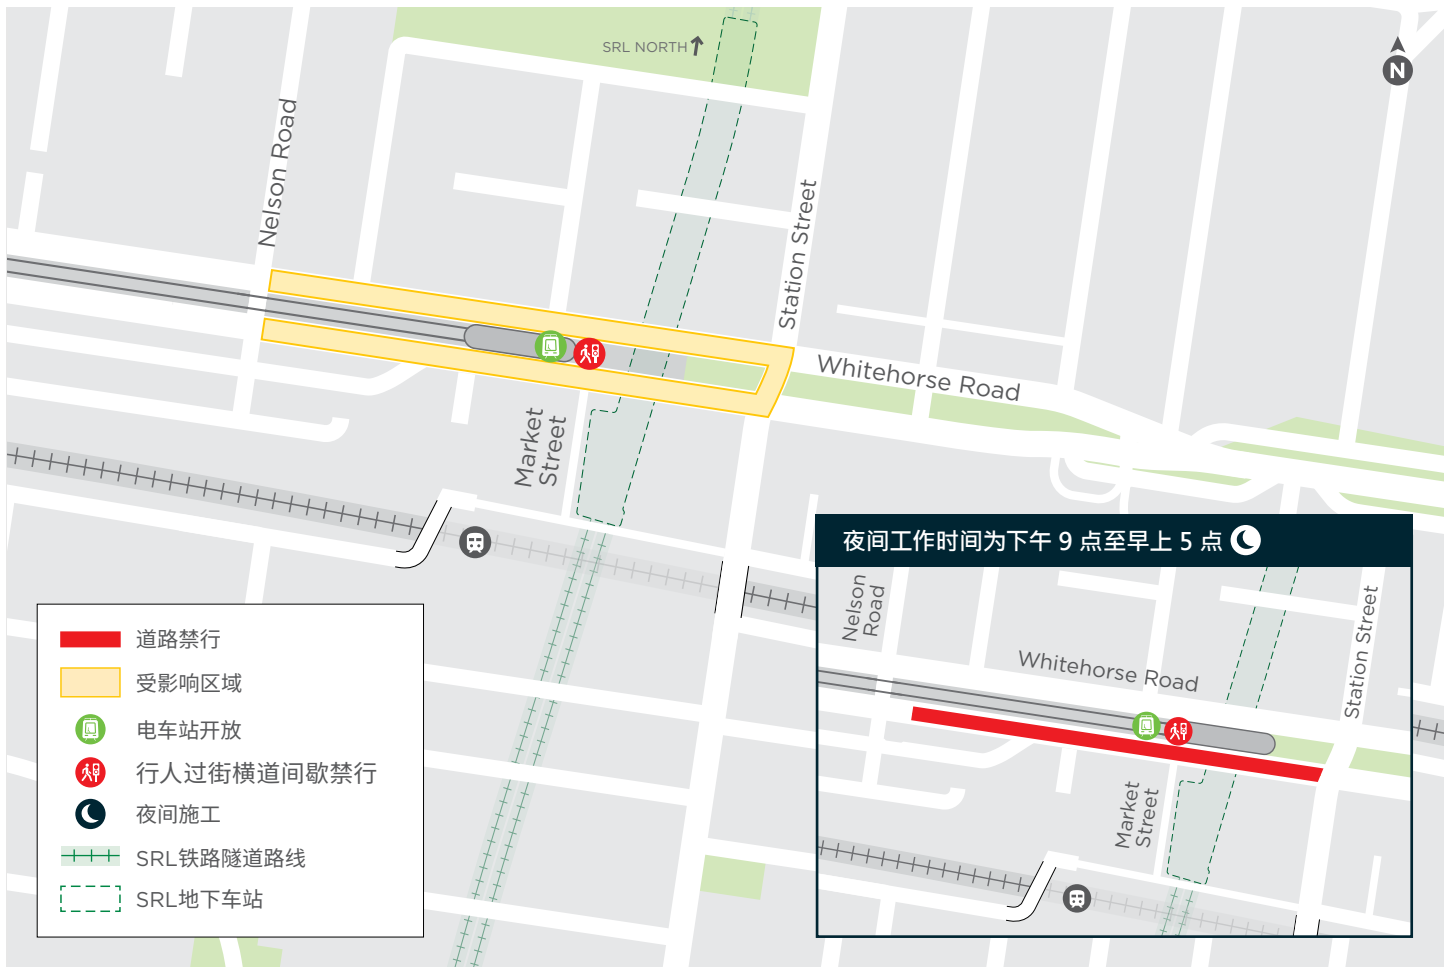 SRL NORTH
N
Nelson Road
Station Street
Whitehorse Road
Market
Street
夜间工作时间为下午 9 点至早上 5 点
Nelson
Road
Whitehorse Road
Station Street
Market
Street
道路禁行
受影响区域
电车站开放
行人过街横道间歇禁行
夜间施工
SRL铁路隧道路线
SRL地下车站